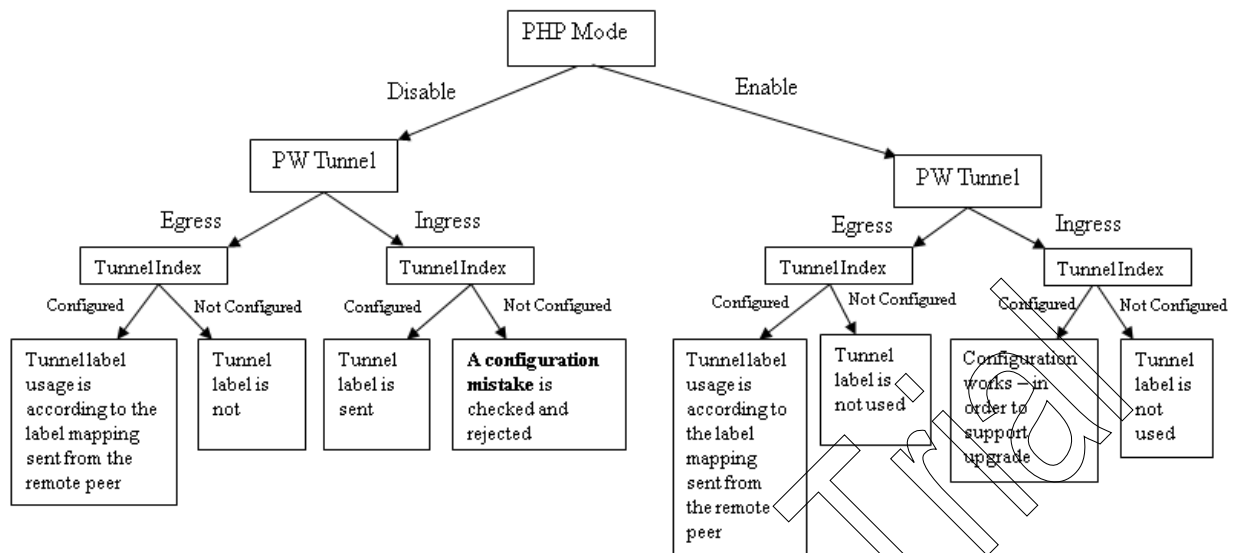 PHP Mode
Disable
Enable
PW Tunnel
PW Tunnel
Egress
Ingress
Egress
Ingress
Tunnel Index
Tunnel Index
Tunnel Index
Tunnel Index
Configured
Not Configured
Configured
Not Configured
Configured
Not Configured
Configured
Not Configured
Tunnel label
usage is
according to the
label mapping
sent from the
remote peer
Tunnel
label is
not
Tunnel
label is
sent
A configuration
mistake is
checked and
rejected
Tunnel label
usage is
according to
the label
mapping
sent from
the remote
peer
Tunnel
label is
not used
Configuration
works – in
order to
support
upgrade
Tunnel
label is
not
used
Trial